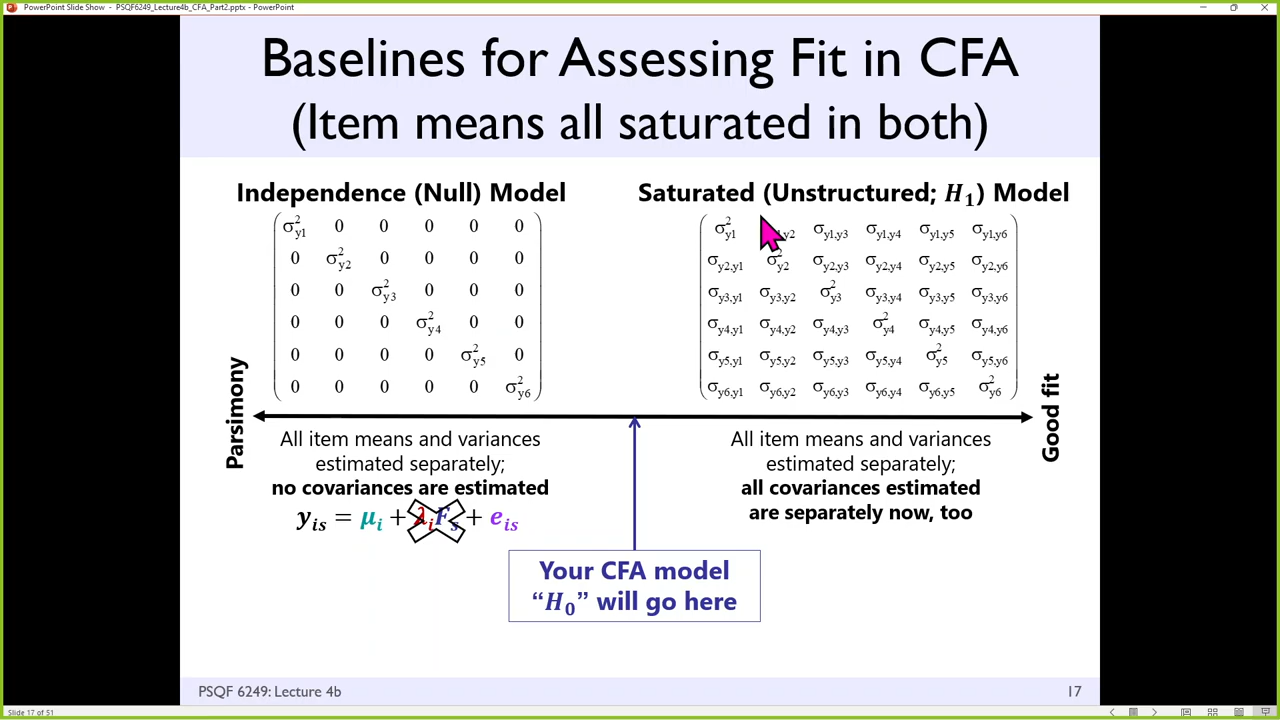 PowerPoint Slide Show - PSQF6249_Lecture4b_CFA_Part2.pptx - PowerPoint
Baselines for Assessing Fit in CFA
(Item means all saturated in both)
Independence (Null) Model
σ²y1 0 0 0 0 0
0 σ²y2 0 0 0 0
0 0 σ²y3 0 0 0
0 0 0 σ²y4 0 0
0 0 0 0 σ²y5 0
0 0 0 0 0 σ²y6
Saturated (Unstructured; H₁) Model
σ²y1 y2 σy1,y3 σy1,y4 σy1,y5 σy1,y6
σy2,y1 σ²y2 σy2,y3 σy2,y4 σy2,y5 σy2,y6
σy3,y1 σy3,y2 σ²y3 σy3,y4 σy3,y5 σy3,y6
σy4,y1 σy4,y2 σy4,y3 σ²y4 σy4,y5 σy4,y6
σy5,y1 σy5,y2 σy5,y3 σy5,y4 σ²y5 σy5,y6
σy6,y1 σy6,y2 σy6,y3 σy6,y4 σy6,y5 σ²y6
Parsimony
Good fit
All item means and variances
estimated separately;
no covariances are estimated
yis = μi + λiFs + eis
All item means and variances
estimated separately;
all covariances estimated
are separately now, too
Your CFA model
“H₀” will go here
PSQF 6249: Lecture 4b
17
Slide 17 of 51